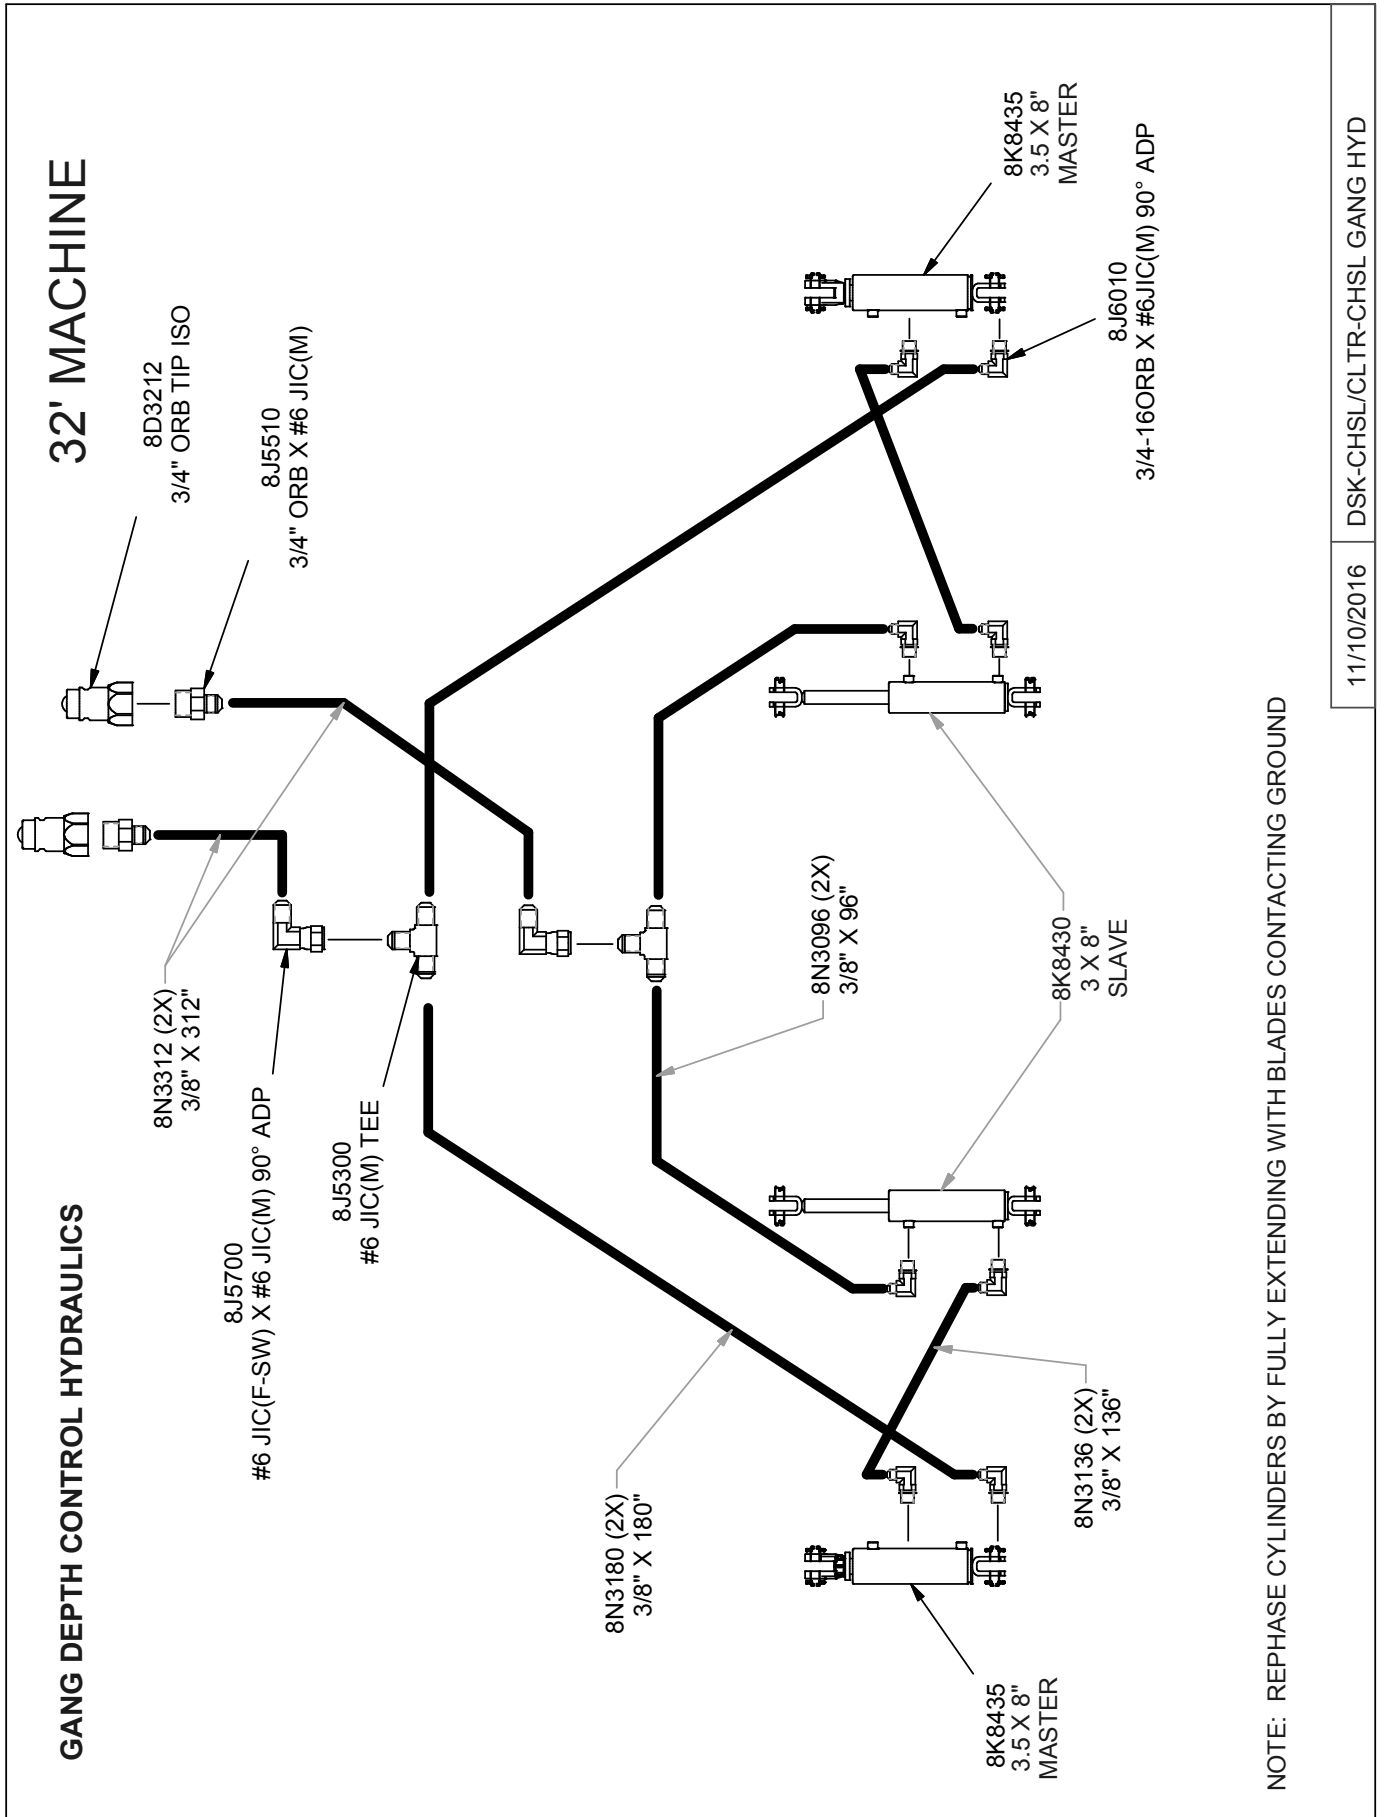 GANG DEPTH CONTROL HYDRAULICS
32' MACHINE
8D3212
3/4" ORB TIP ISO
8J5510
3/4" ORB X #6 JIC(M)
8N3312 (2X)
3/8" X 312"
8J5700
#6 JIC(F-SW) X #6 JIC(M) 90° ADP
8J5300
#6 JIC(M) TEE
8N3180 (2X)
3/8" X 180"
8N3096 (2X)
3/8" X 96"
8K8435
3.5 X 8"
MASTER
8K8430
3 X 8"
SLAVE
8K8435
3.5 X 8"
MASTER
8N3136 (2X)
3/8" X 136"
8J6010
3/4-16ORB X #6JIC(M) 90° ADP
NOTE: REPHASE CYLINDERS BY FULLY EXTENDING WITH BLADES CONTACTING GROUND
11/10/2016
DSK-CHSL/CLTR-CHSL GANG HYD